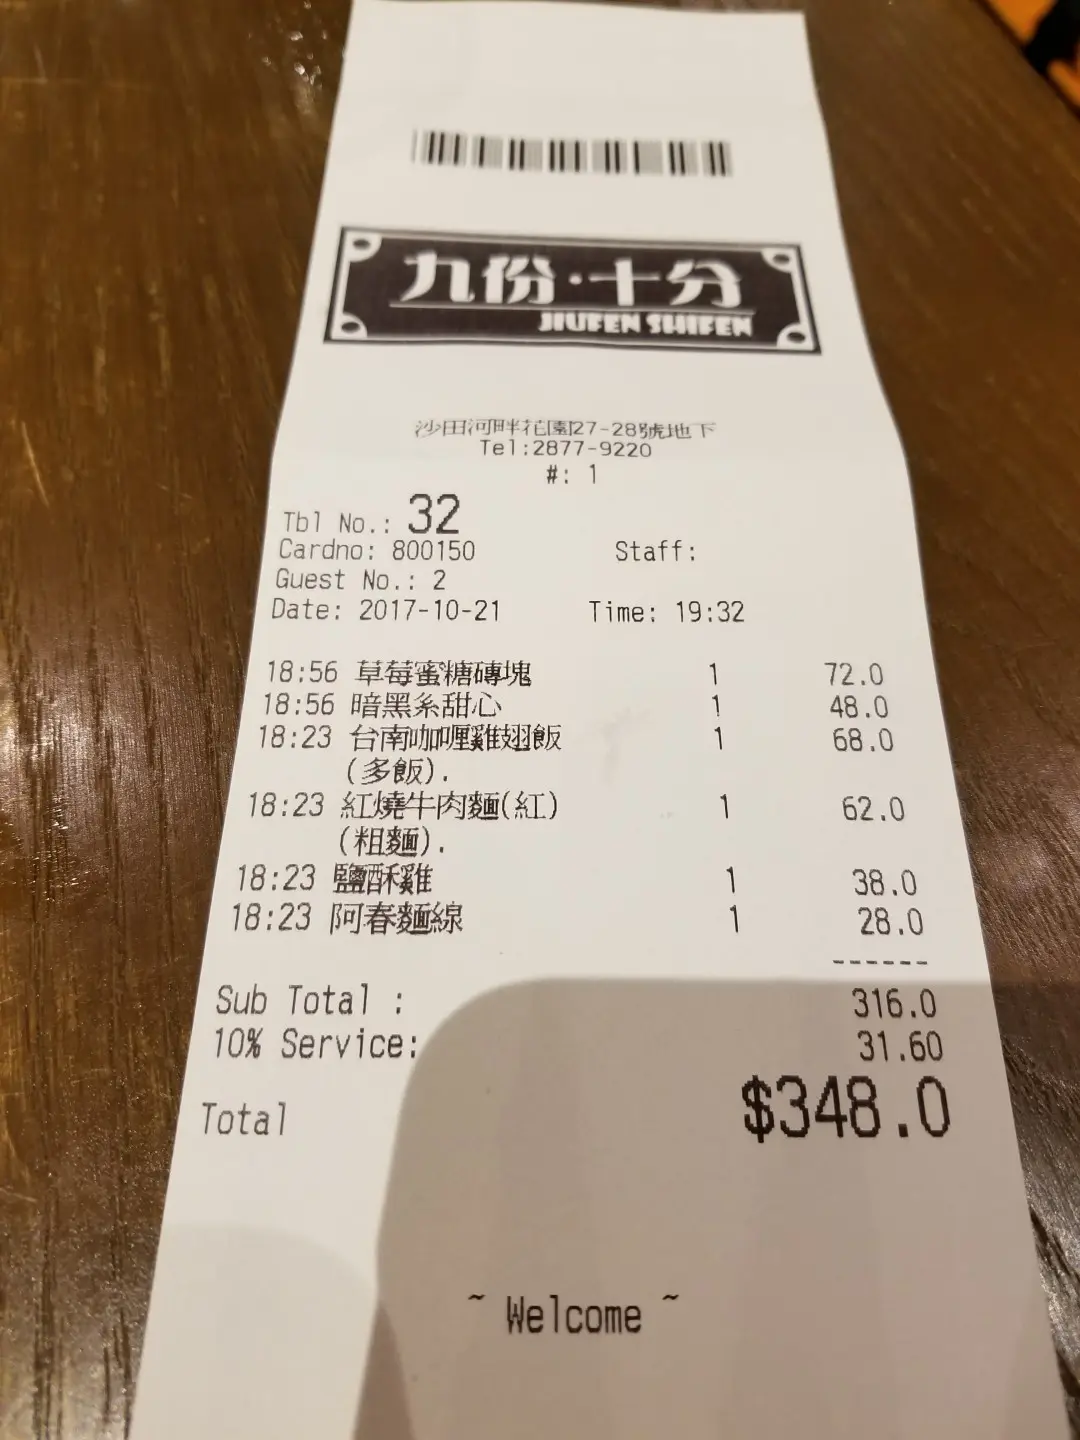 九份·十分
JIUFEN SHIFEN
沙田河畔花園27-28號地下
Tel:2877-9220
#: 1
Tbl No.: 32
Cardno: 800150 Staff:
Guest No.: 2
Date: 2017-10-21 Time: 19:32
18:56 草莓蜜糖磚塊 1 72.0
18:56 暗黑系甜心 1 48.0
18:23 台南咖喱雞翅飯 1 68.0
(多飯).
18:23 紅燒牛肉麵(紅) 1 62.0
(粗麵).
18:23 鹽酥雞 1 38.0
18:23 阿春麵線 1 28.0
------
Sub Total : 316.0
10% Service: 31.60
Total $348.0
~ Welcome ~